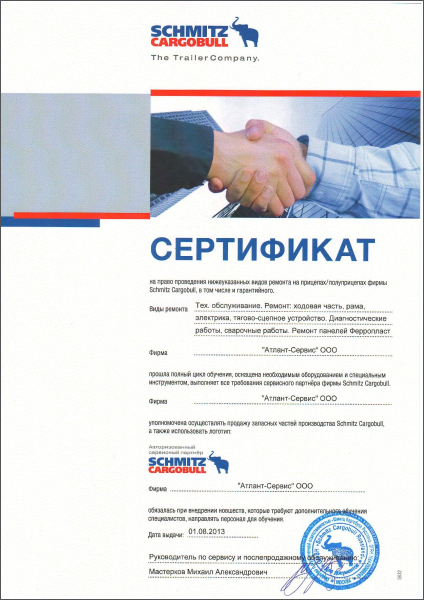 SCHMITZ
CARGOBULL
The TrailerCompany.
СЕРТИФИКАТ
на право проведения нижеуказанных видов ремонта на прицепах/полуприцепах фирмы
Schmitz Cargobull, в том числе и гарантийного.
Виды ремонта Тех. обслуживание. Ремонт: ходовая часть, рама,
электрика, тягово-сцепное устройство. Диагностические
работы, сварочные работы. Ремонт панелей Ферропласт
Фирма "Атлант-Сервис" ООО
прошла полный цикл обучения, оснащена необходимым оборудованием и специальным
инструментом, выполняет все требования сервисного партнёра фирмы Schmitz Cargobull.
Фирма "Атлант-Сервис" ООО
уполномочена осуществлять продажу запасных частей производства Schmitz Cargobull,
а также использовать логотип:
Авторизованный
сервисный партнёр
SCHMITZ
CARGOBULL
Фирма "Атлант-Сервис" ООО
обязалась при внедрении новшеств, которые требуют дополнительного обучения
специалистов, направлять персонал для обучения.
Дата выдачи: 01.08.2013
Руководитель по сервису и послепродажному обслуживанию:
Мастерков Михаил Александрович